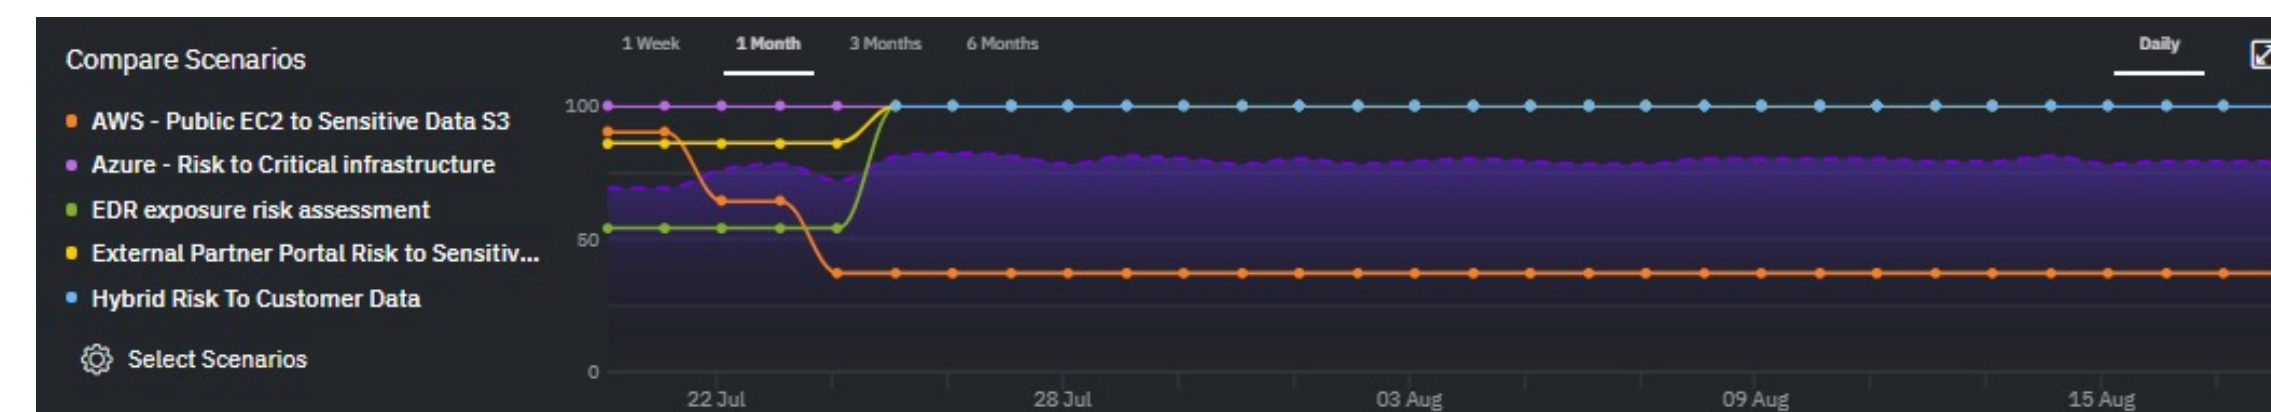 Compare Scenarios
AWS - Public EC2 to Sensitive Data S3
Azure - Risk to Critical infrastructure
EDR exposure risk assessment
External Partner Portal Risk to Sensitiv...
Hybrid Risk To Customer Data
Select Scenarios
1 Week 1 Month 3 Months 6 Months Daily
100
50
0
22 Jul 28 Jul 03 Aug 09 Aug 15 Aug